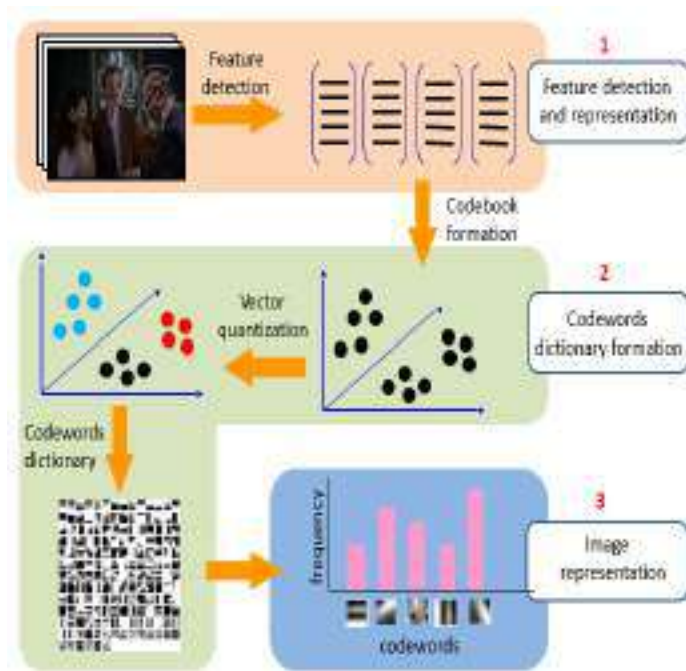 1
Feature
detection
Feature detection
and representation
Codebook
formation
2
Vector
quantization
Codewords
dictionary formation
Codewords
dictionary
3
frequency
Image
representation
codewords